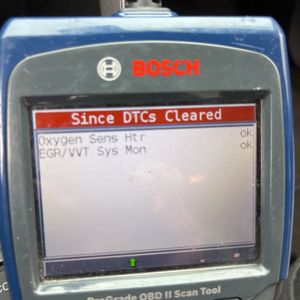 BOSCH
Since DTCs Cleared
Oxygen Sens Htr ok
EGR/VVT Sys Mon ok
ProGrade OBD II Scan Tool